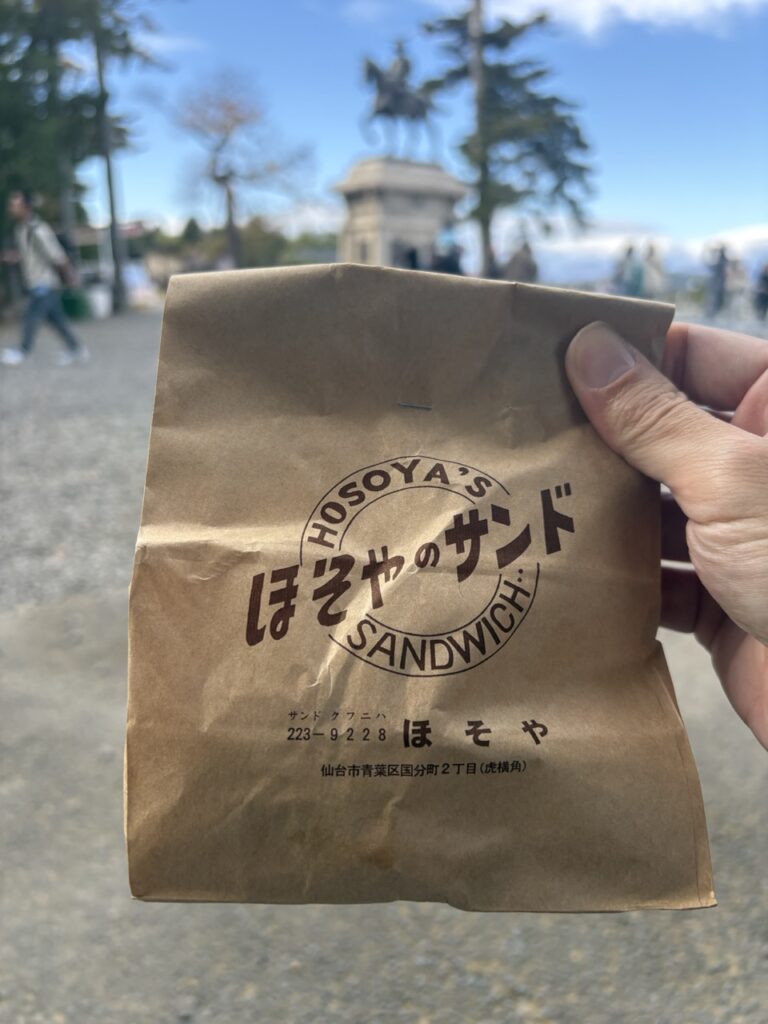 HOSOYA'S
ほそやのサンド
SANDWICH..
サンド クフニハ
223-9228 ほそや
仙台市青葉区国分町2丁目(虎横角)